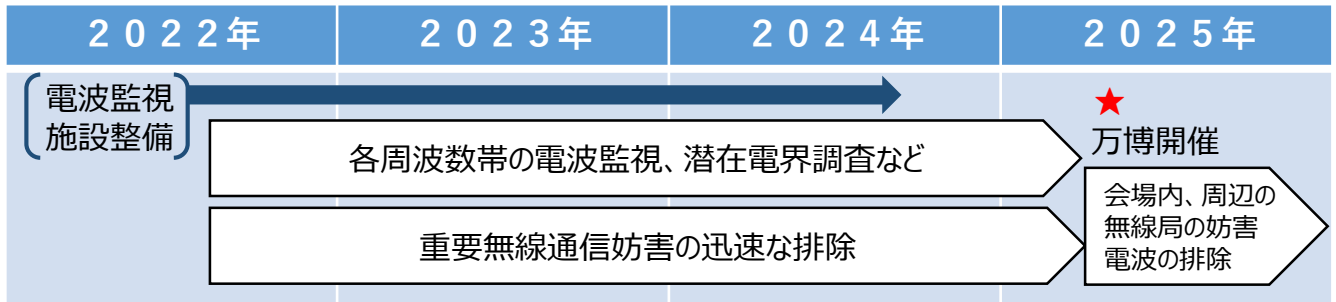 ２０２２年 ２０２３年 ２０２４年 ２０２５年
電波監視
施設整備
★
万博開催
各周波数帯の電波監視、潜在電界調査など
重要無線通信妨害の迅速な排除
会場内、周辺の
無線局の妨害
電波の排除